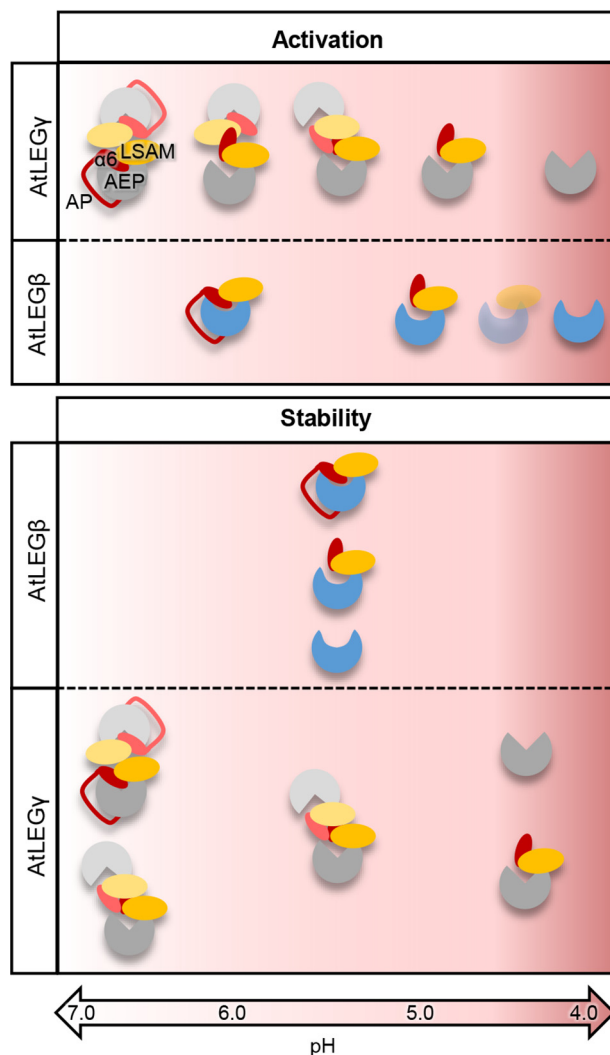 Activation
AtLEGγ
α6 LSAM
AEP
AP
AtLEGβ
Stability
AtLEGβ
AtLEGγ
7.0 6.0 5.0 4.0
pH